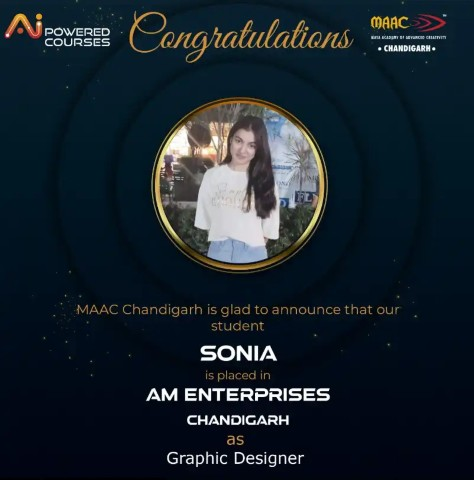 Ai POWERED
COURSES
Congratulations
MAAC
MAYA ACADEMY OF ADVANCED CREATIVITY
• CHANDIGARH •
MAAC Chandigarh is glad to announce that our
student
SONIA
is placed in
AM ENTERPRISES
CHANDIGARH
as
Graphic Designer